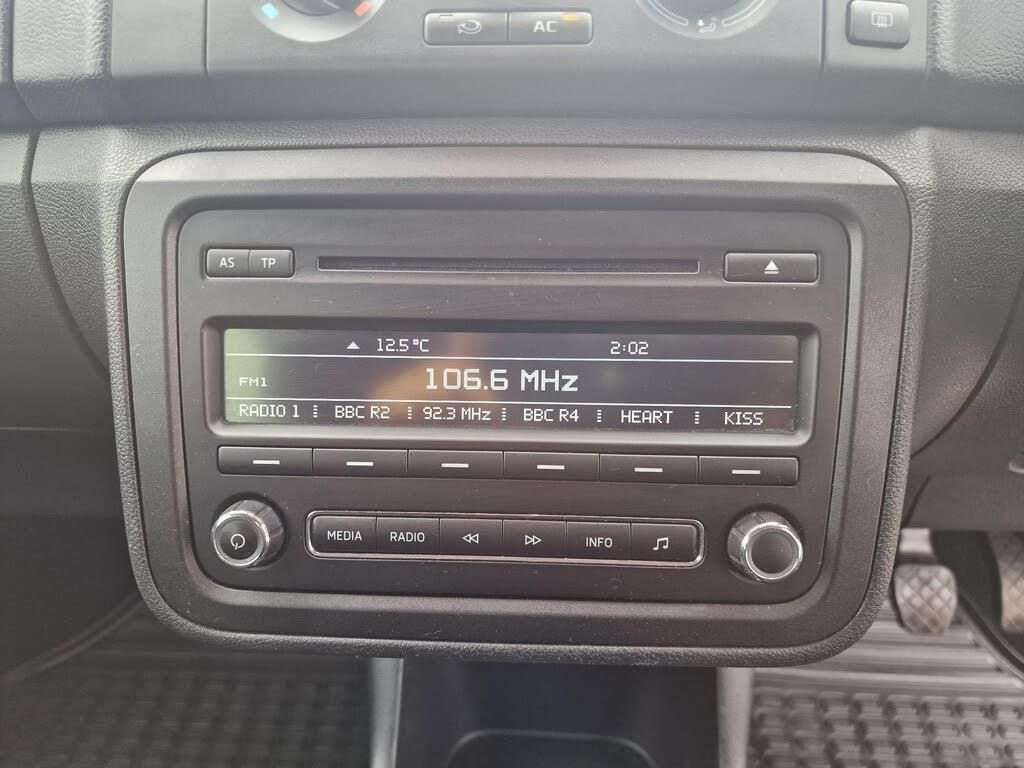 AC
AS TP
12.5°C 2:02
FM1 106.6 MHz
RADIO 1 BBC R2 92.3 MHz BBC R4 HEART KISS
MEDIA RADIO INFO